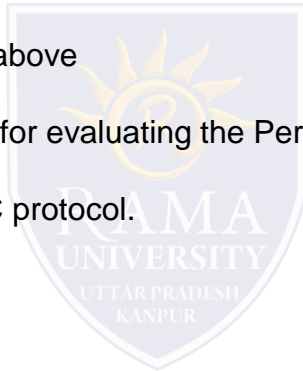 above
for evaluating the Per
C protocol.
RAMA
UNIVERSITY
UTTAR PRADESH
KANPUR